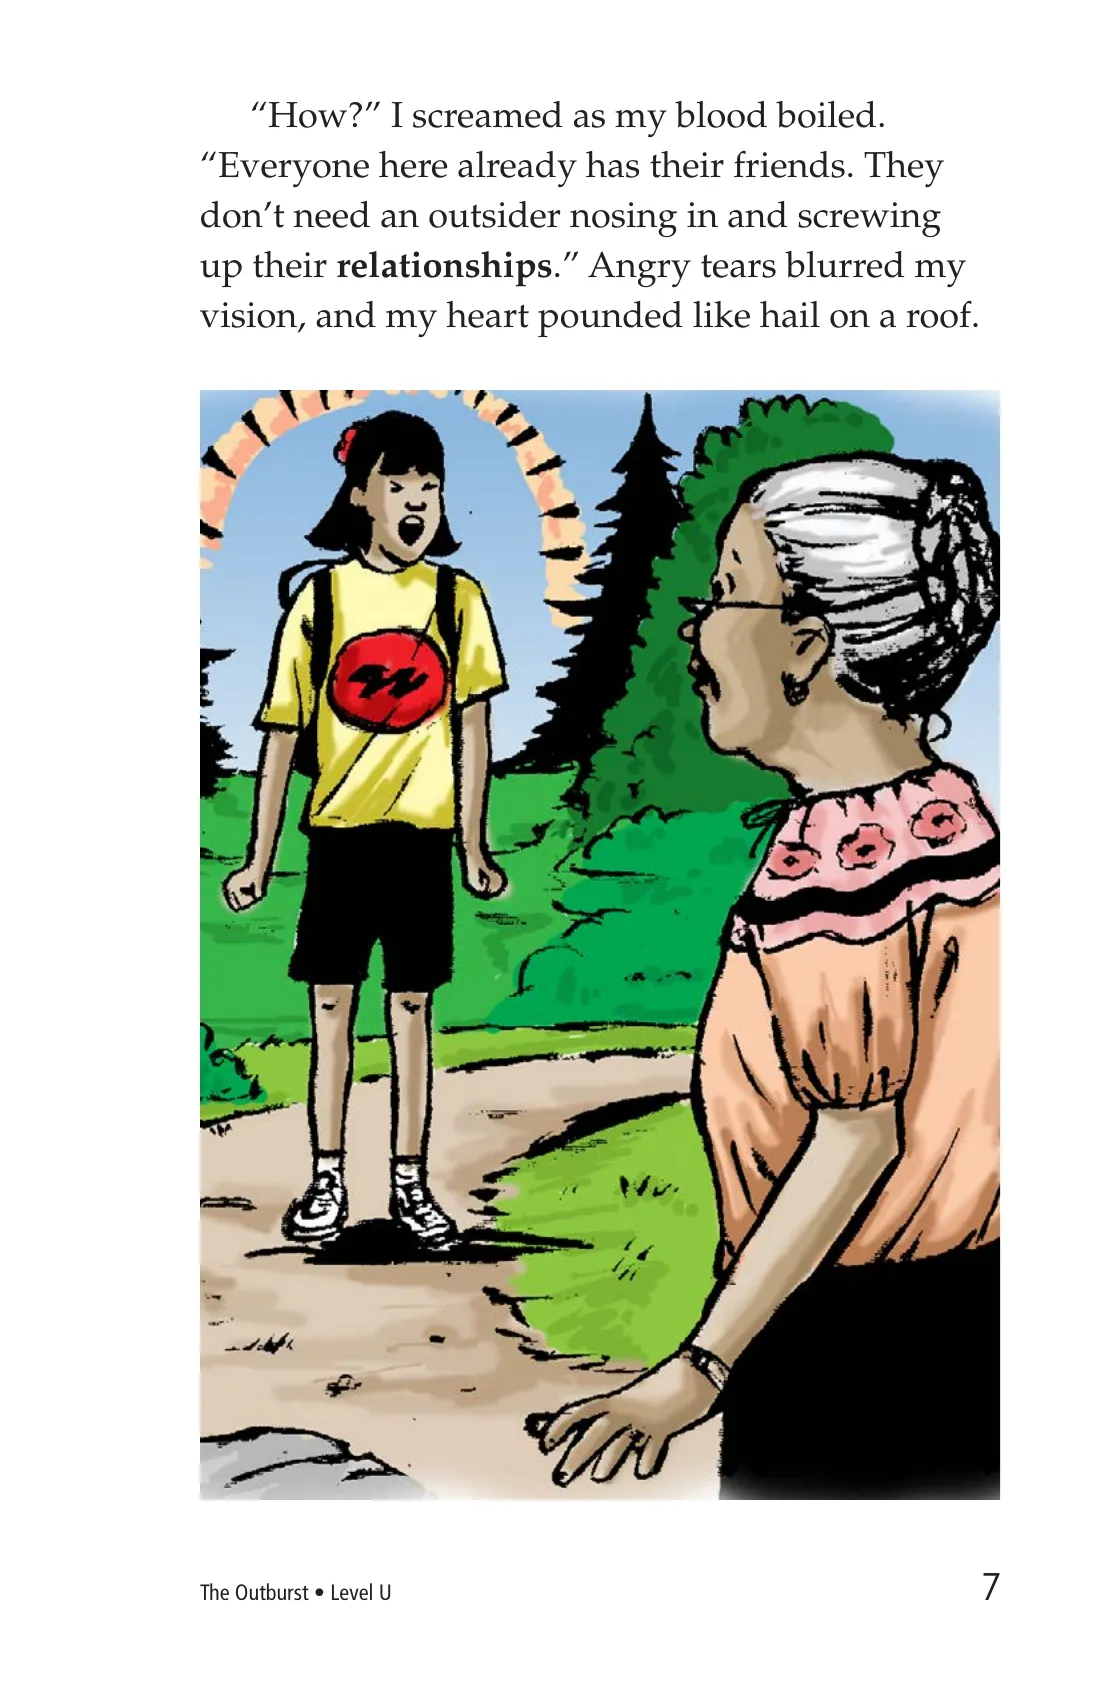 “How?” I screamed as my blood boiled.
“Everyone here already has their friends. They
don’t need an outsider nosing in and screwing
up their relationships.” Angry tears blurred my
vision, and my heart pounded like hail on a roof.
The Outburst • Level U
7